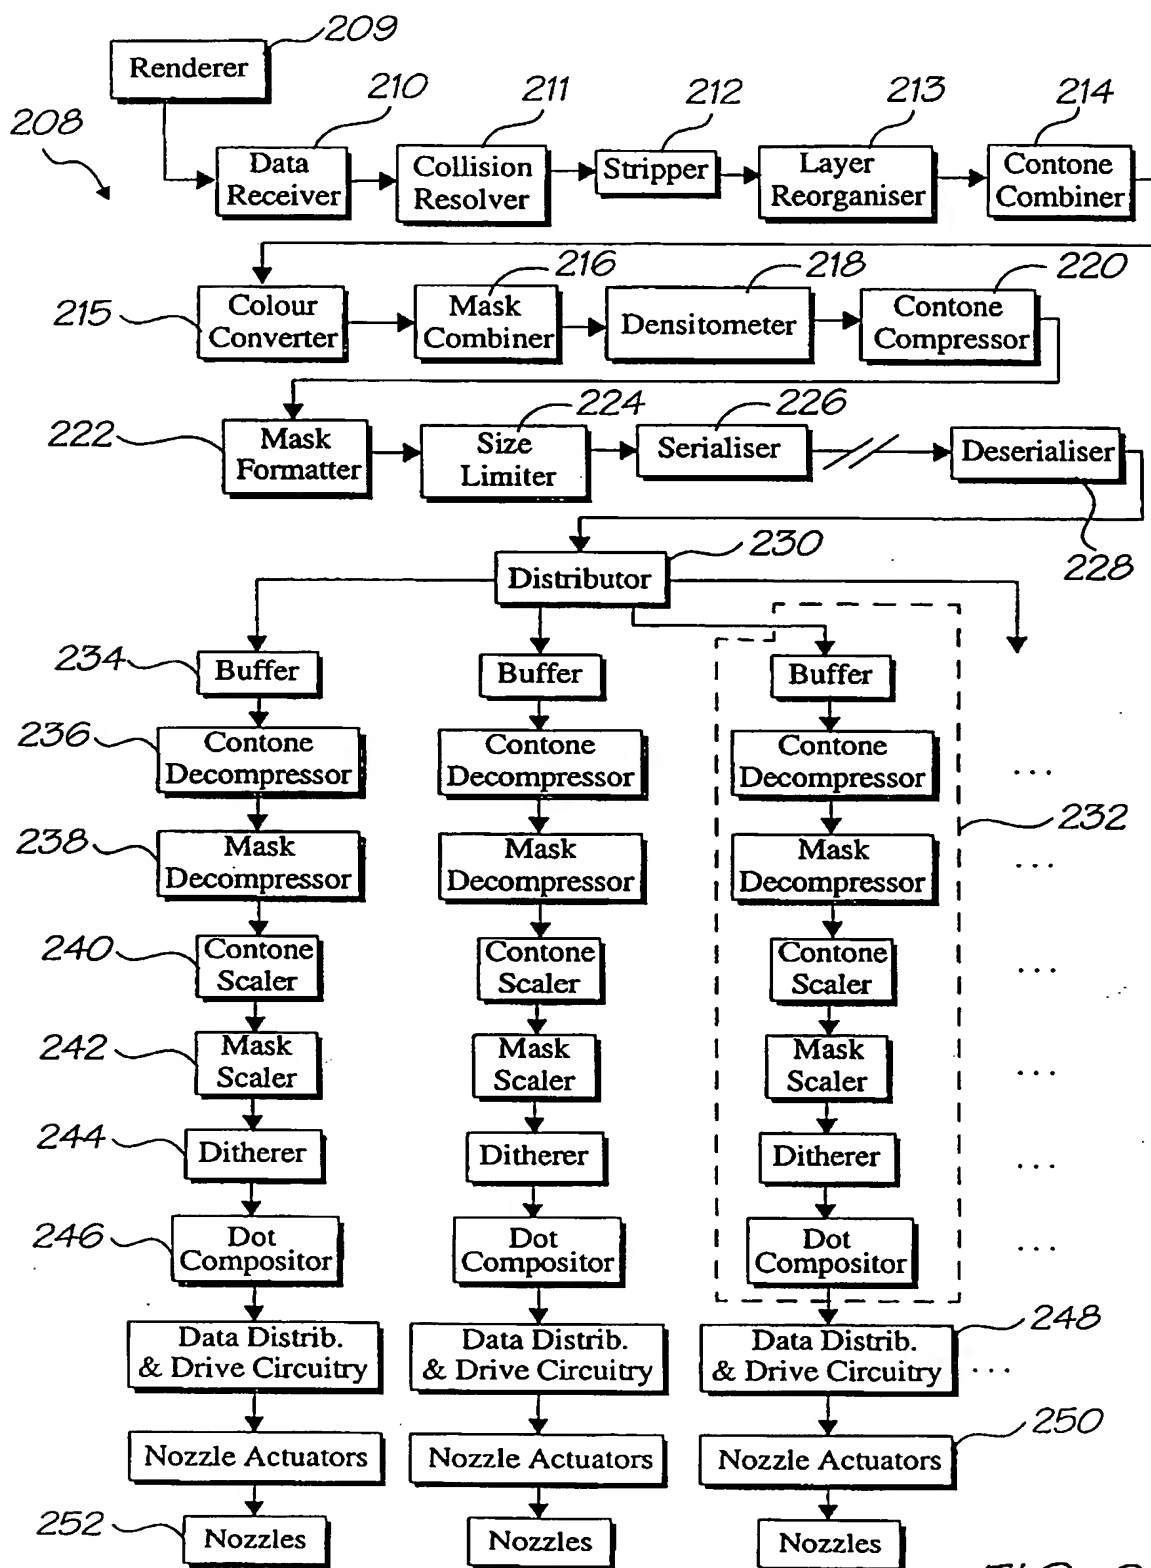 209
Renderer
210
211
212
213
214
208
Data
Receiver
Collision
Resolver
Stripper
Layer
Reorganiser
Contone
Combiner
216
218
220
215
Colour
Converter
Mask
Combiner
Densitometer
Contone
Compressor
224
226
222
Mask
Formatter
Size
Limiter
Serialiser
Deserialiser
228
230
Distributor
234
Buffer
Buffer
Buffer
236
Contone
Decompressor
Contone
Decompressor
Contone
Decompressor
...
232
238
Mask
Decompressor
Mask
Decompressor
Mask
Decompressor
...
240
Contone
Scaler
Contone
Scaler
Contone
Scaler
...
242
Mask
Scaler
Mask
Scaler
Mask
Scaler
...
244
Ditherer
Ditherer
Ditherer
...
246
Dot
Compositor
Dot
Compositor
Dot
Compositor
...
Data Distrib.
& Drive Circuitry
Data Distrib.
& Drive Circuitry
Data Distrib.
& Drive Circuitry
248
...
Nozzle Actuators
Nozzle Actuators
Nozzle Actuators
250
252
Nozzles
Nozzles
Nozzles